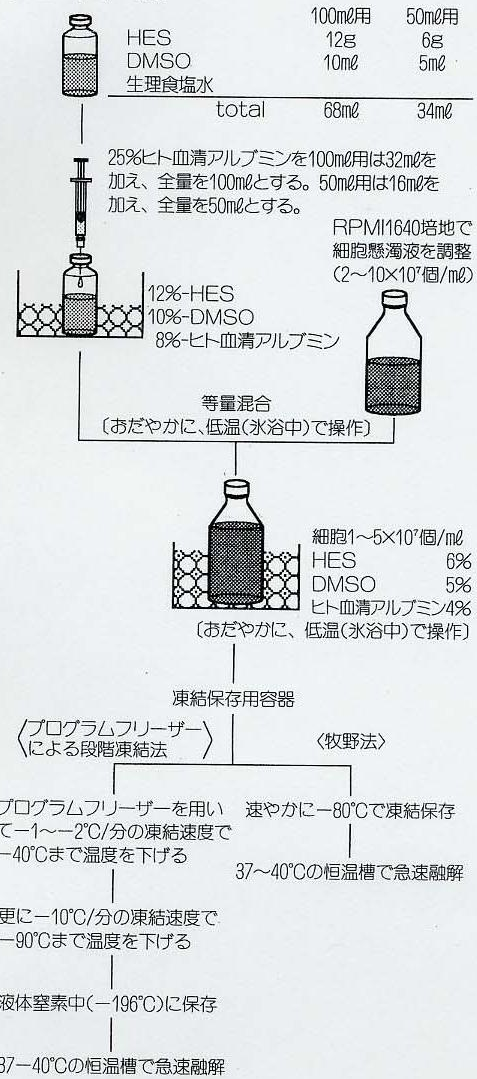 100mℓ用 50mℓ用
HES 12g 6g
DMSO 10mℓ 5mℓ
生理食塩水
total 68mℓ 34mℓ
25%ヒト血清アルブミンを100mℓ用は32mℓを
加え、全量を100mℓとする。50mℓ用は16mℓを
加え、全量を50mℓとする。
RPMI1640培地で
細胞懸濁液を調整
(2〜10×10⁷個/mℓ)
12%-HES
10%-DMSO
8%-ヒト血清アルブミン
等量混合
〔おだやかに、低温(氷浴中)で操作〕
細胞1〜5×10⁷個/mℓ
HES 6%
DMSO 5%
ヒト血清アルブミン4%
〔おだやかに、低温(氷浴中)で操作〕
凍結保存用容器
〈プログラムフリーザー
による段階凍結法〉
〈牧野法〉
プログラムフリーザーを用い
て−1〜−2℃/分の凍結速度で
−40℃まで温度を下げる
速やかに−80℃で凍結保存
37〜40℃の恒温槽で急速融解
更に−10℃/分の凍結速度で
−90℃まで温度を下げる
液体窒素中(−196℃)に保存
37−40℃の恒温槽で急速融解